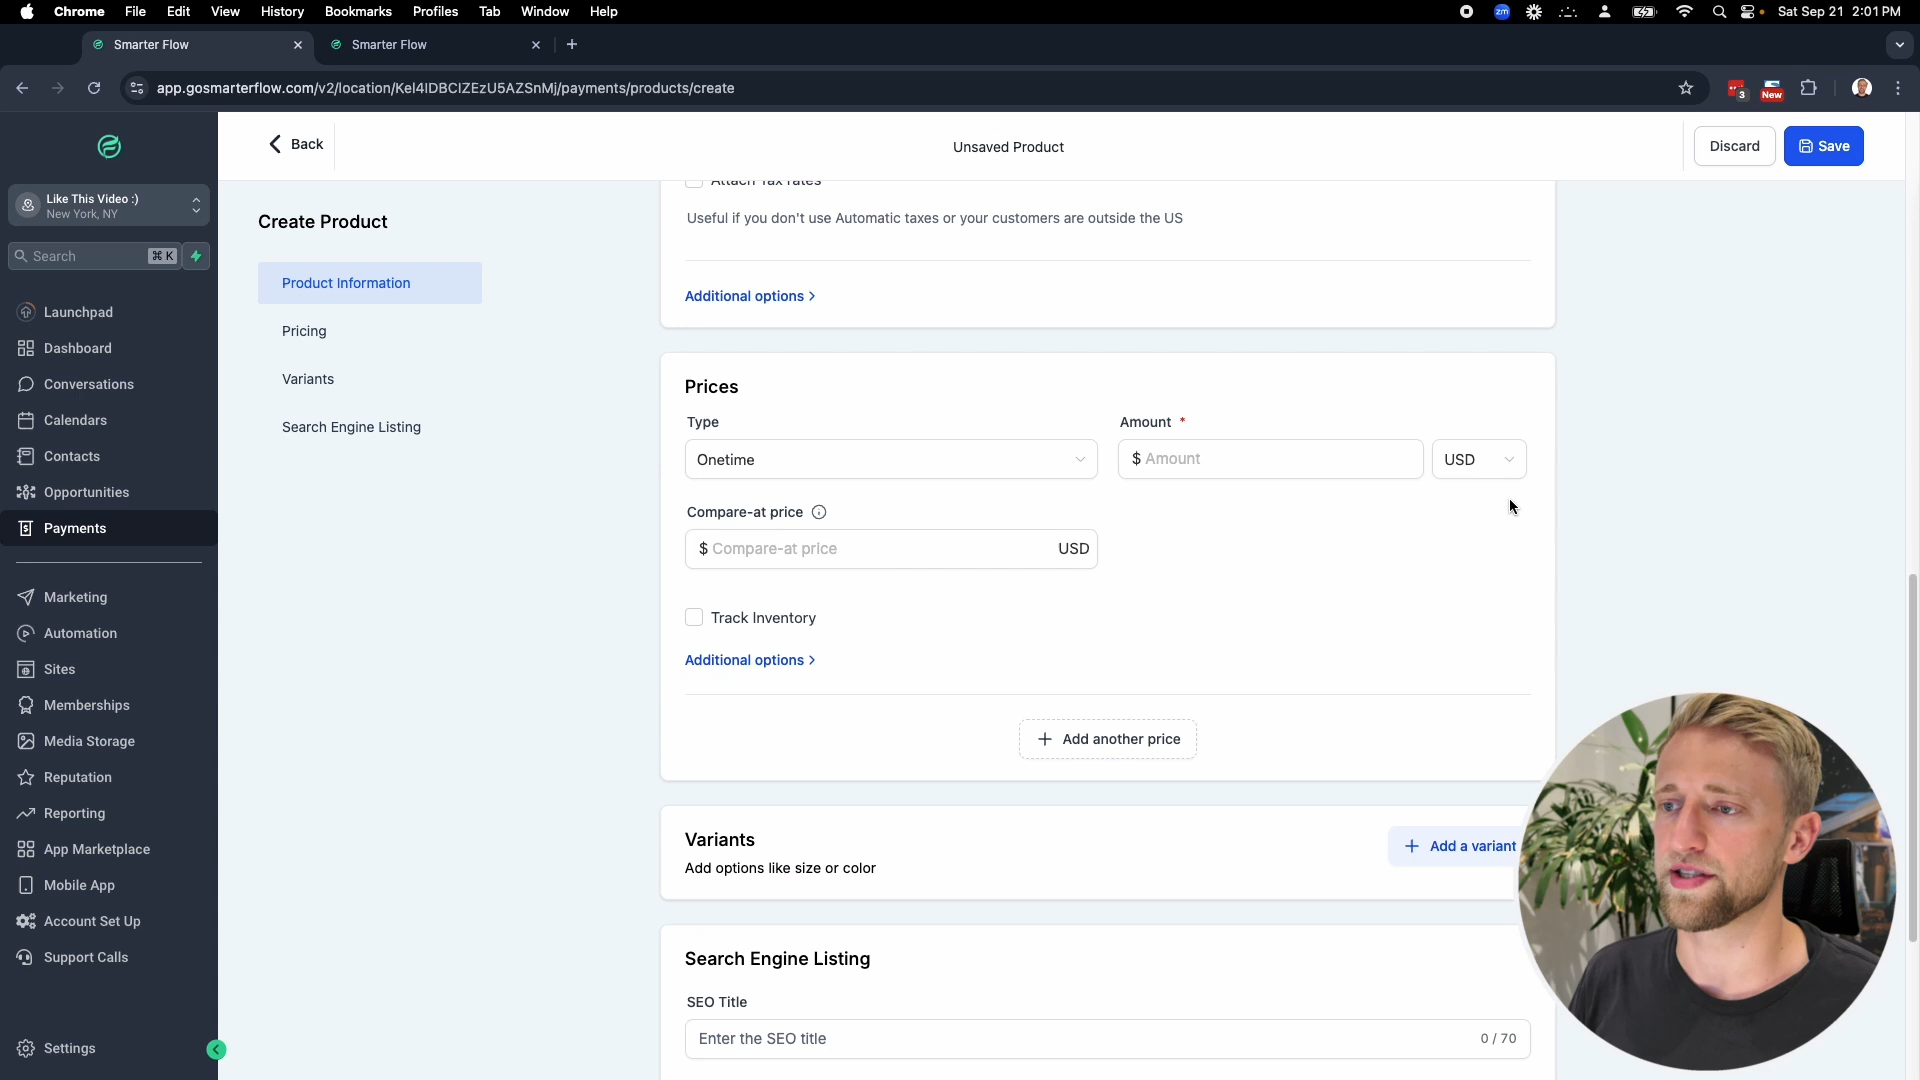 Chrome File Edit View History Bookmarks Profiles Tab Window Help
zm
Sat Sep 21 2:01 PM
Smarter Flow
Smarter Flow
app.gosmarterflow.com/v2/location/Kel4IDBCIZEzU5AZSnMj/payments/products/create
3
New
Back
Unsaved Product
Discard
Save
Like This Video :)
New York, NY
Search
⌘ K
Launchpad
Dashboard
Conversations
Calendars
Contacts
Opportunities
Payments
Marketing
Automation
Sites
Memberships
Media Storage
Reputation
Reporting
App Marketplace
Mobile App
Account Set Up
Support Calls
Settings
Create Product
Product Information
Pricing
Variants
Search Engine Listing
Attach Tax rates
Useful if you don't use Automatic taxes or your customers are outside the US
Additional options >
Prices
Type
Amount *
Onetime
$ Amount
USD
Compare-at price
$ Compare-at price
USD
Track Inventory
Additional options >
+ Add another price
Variants
Add options like size or color
+ Add a variant
Search Engine Listing
SEO Title
Enter the SEO title
0 / 70